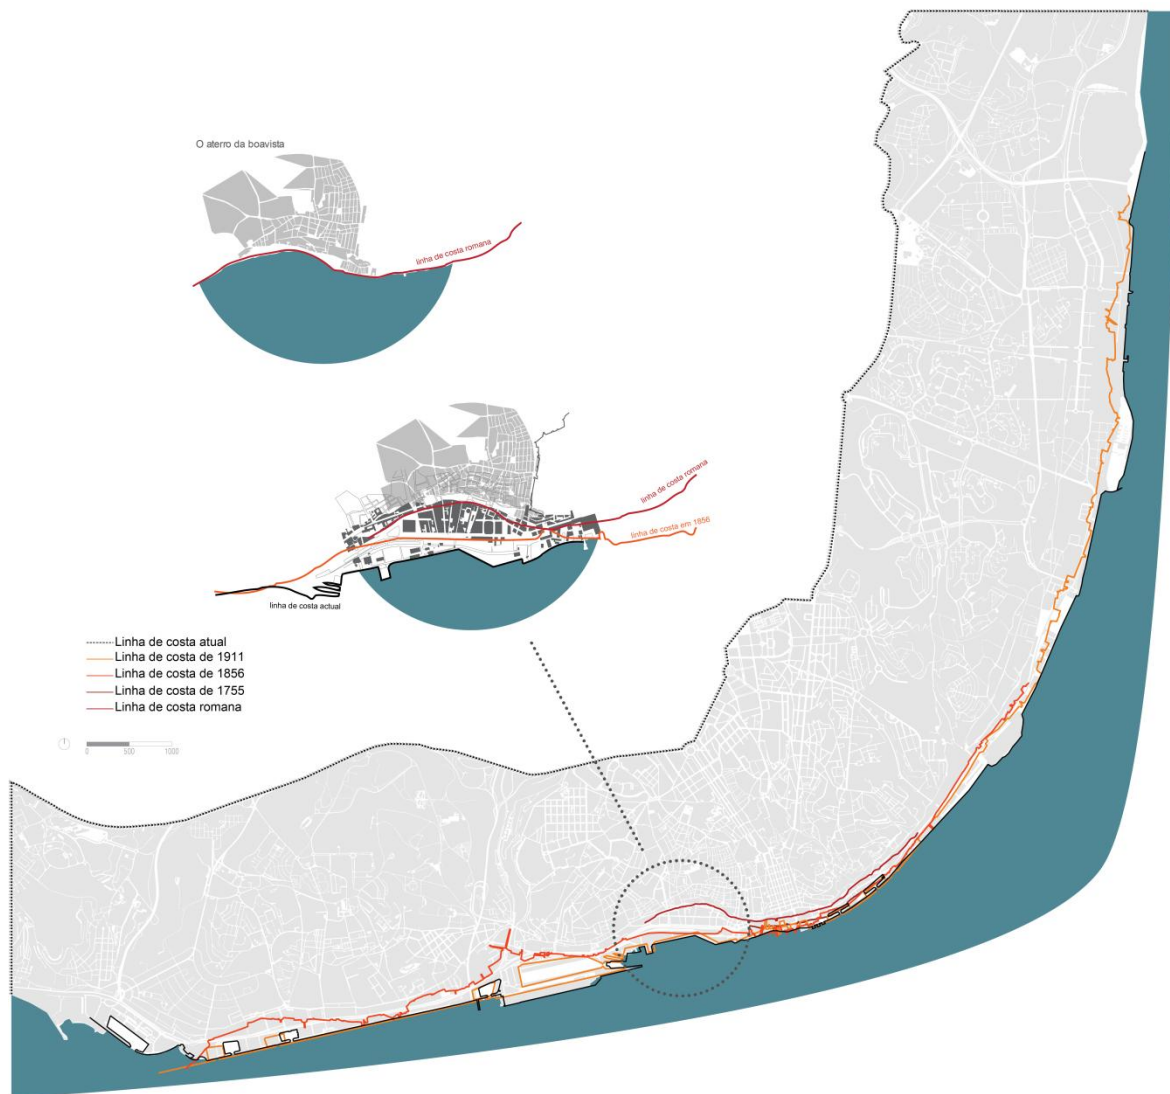 O aterro da boavista
linha de costa romana
linha de costa romana
linha de costa em 1856
linha de costa actual
Linha de costa atual
Linha de costa de 1911
Linha de costa de 1856
Linha de costa de 1755
Linha de costa romana
0 500 1000